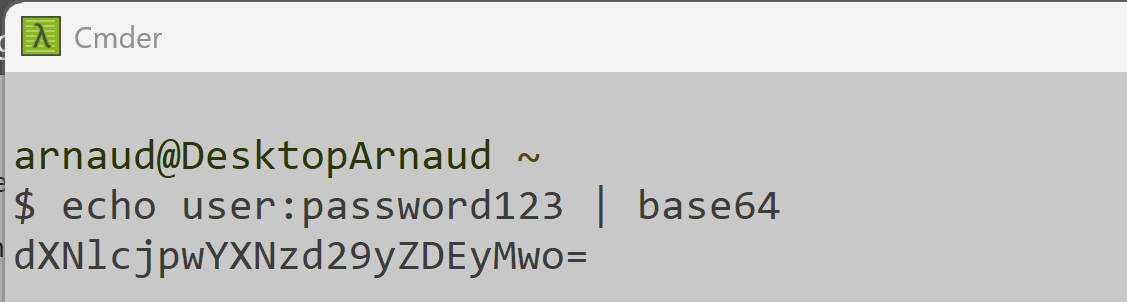 λ Cmder
arnaud@DesktopArnaud ~
$ echo user:password123 | base64
dXNlcjpwYXNzd29yZDEyMwo=